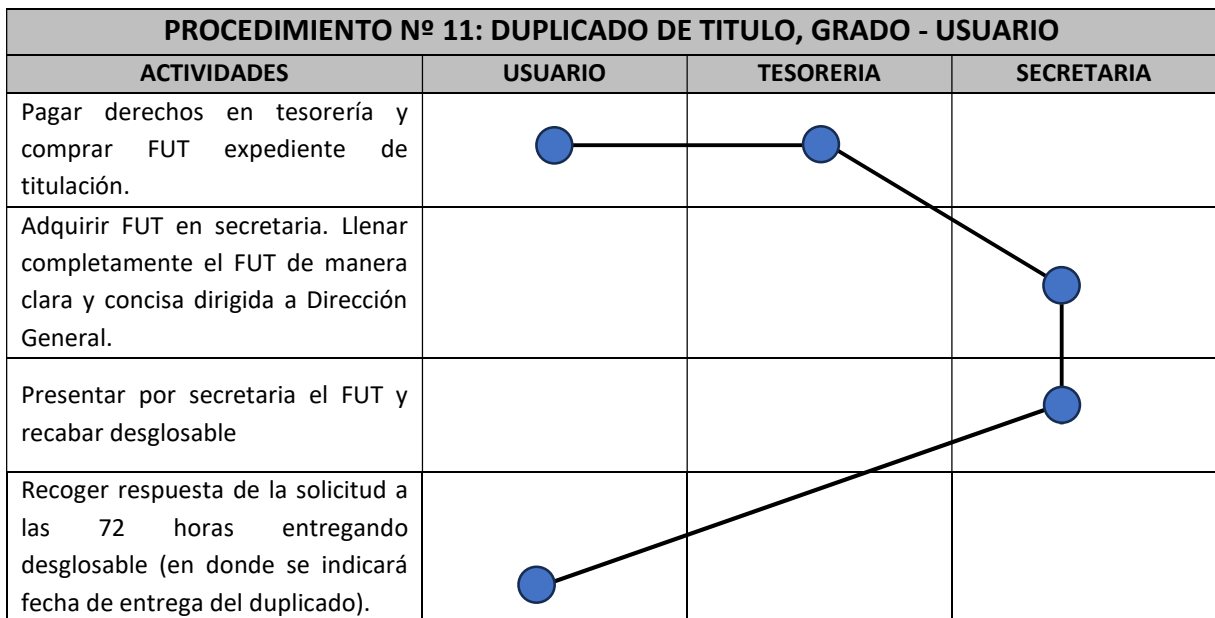 PROCEDIMIENTO Nº 11: DUPLICADO DE TITULO, GRADO - USUARIO
ACTIVIDADES USUARIO TESORERIA SECRETARIA
Pagar derechos en tesorería y
comprar FUT expediente de
titulación.
Adquirir FUT en secretaria. Llenar
completamente el FUT de manera
clara y concisa dirigida a Dirección
General.
Presentar por secretaria el FUT y
recabar desglosable
Recoger respuesta de la solicitud a
las 72 horas entregando
desglosable (en donde se indicará
fecha de entrega del duplicado).